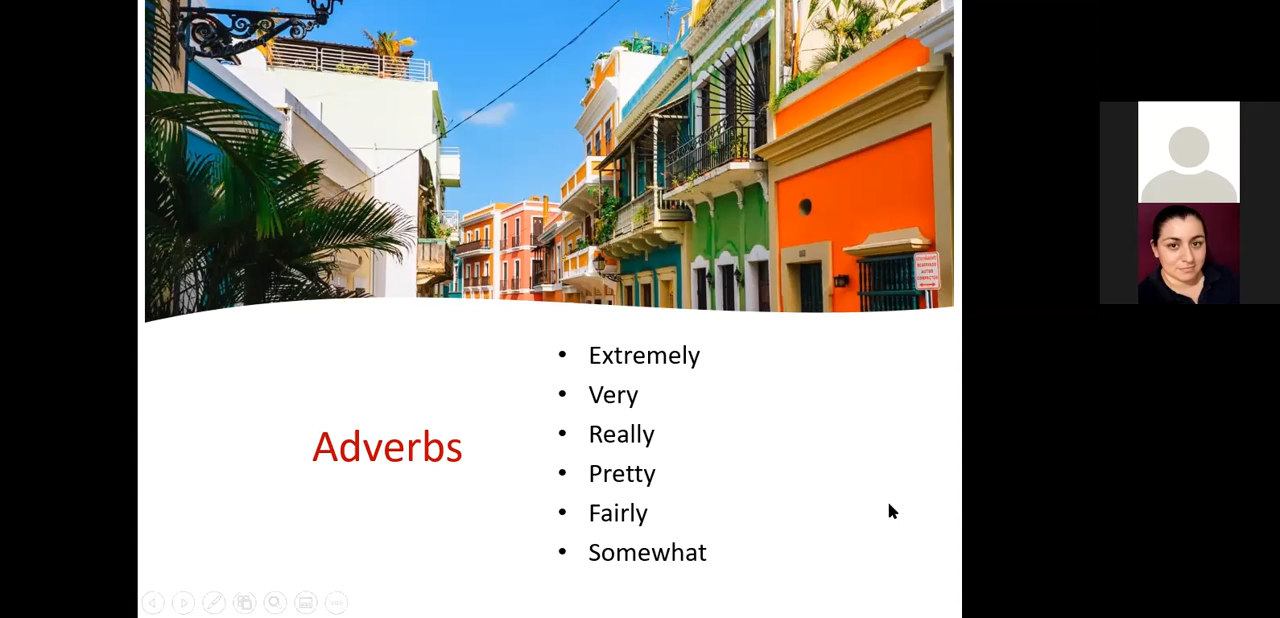 Adverbs
• Extremely
• Very
• Really
• Pretty
• Fairly
• Somewhat